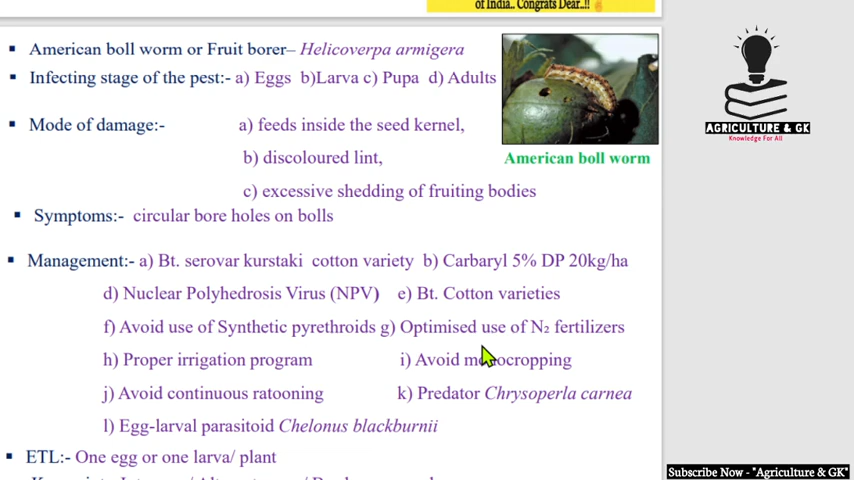 of India.. Congrats Dear..!!
▪ American boll worm or Fruit borer– Helicoverpa armigera
▪ Infecting stage of the pest:- a) Eggs b)Larva c) Pupa d) Adults
▪ Mode of damage:- a) feeds inside the seed kernel,
b) discoloured lint,
American boll worm
c) excessive shedding of fruiting bodies
▪ Symptoms:- circular bore holes on bolls
▪ Management:- a) Bt. serovar kurstaki cotton variety b) Carbaryl 5% DP 20kg/ha
d) Nuclear Polyhedrosis Virus (NPV) e) Bt. Cotton varieties
f) Avoid use of Synthetic pyrethroids g) Optimised use of N₂ fertilizers
h) Proper irrigation program i) Avoid monocropping
j) Avoid continuous ratooning k) Predator Chrysoperla carnea
l) Egg-larval parasitoid Chelonus blackburnii
▪ ETL:- One egg or one larva/ plant
AGRICULTURE & GK
Knowledge For All
Subscribe Now - "Agriculture & GK"